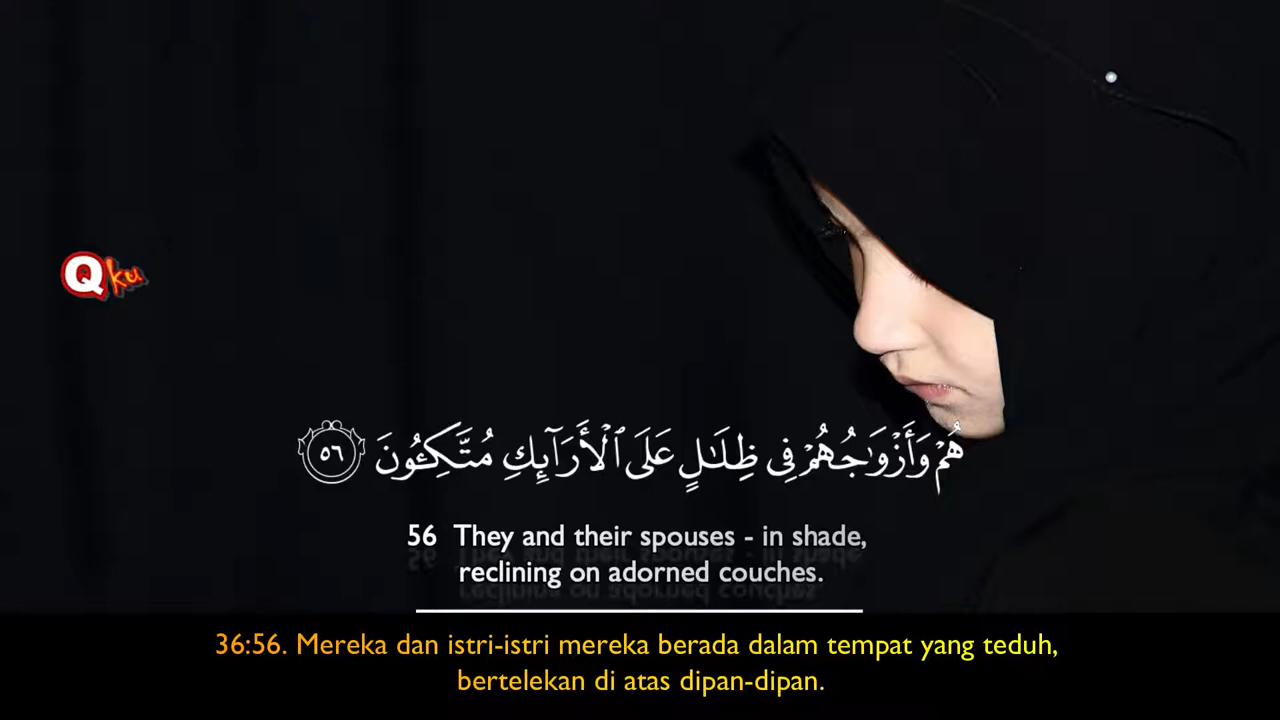 Qku
هُمْ وَأَزْوَٰجُهُمْ فِى ظِلَـٰلٍ عَلَى ٱلْأَرَآئِكِ مُتَّكِـُٔونَ ٥٦
56 They and their spouses - in shade,
reclining on adorned couches.
36:56. Mereka dan istri-istri mereka berada dalam tempat yang teduh,
bertelekan di atas dipan-dipan.